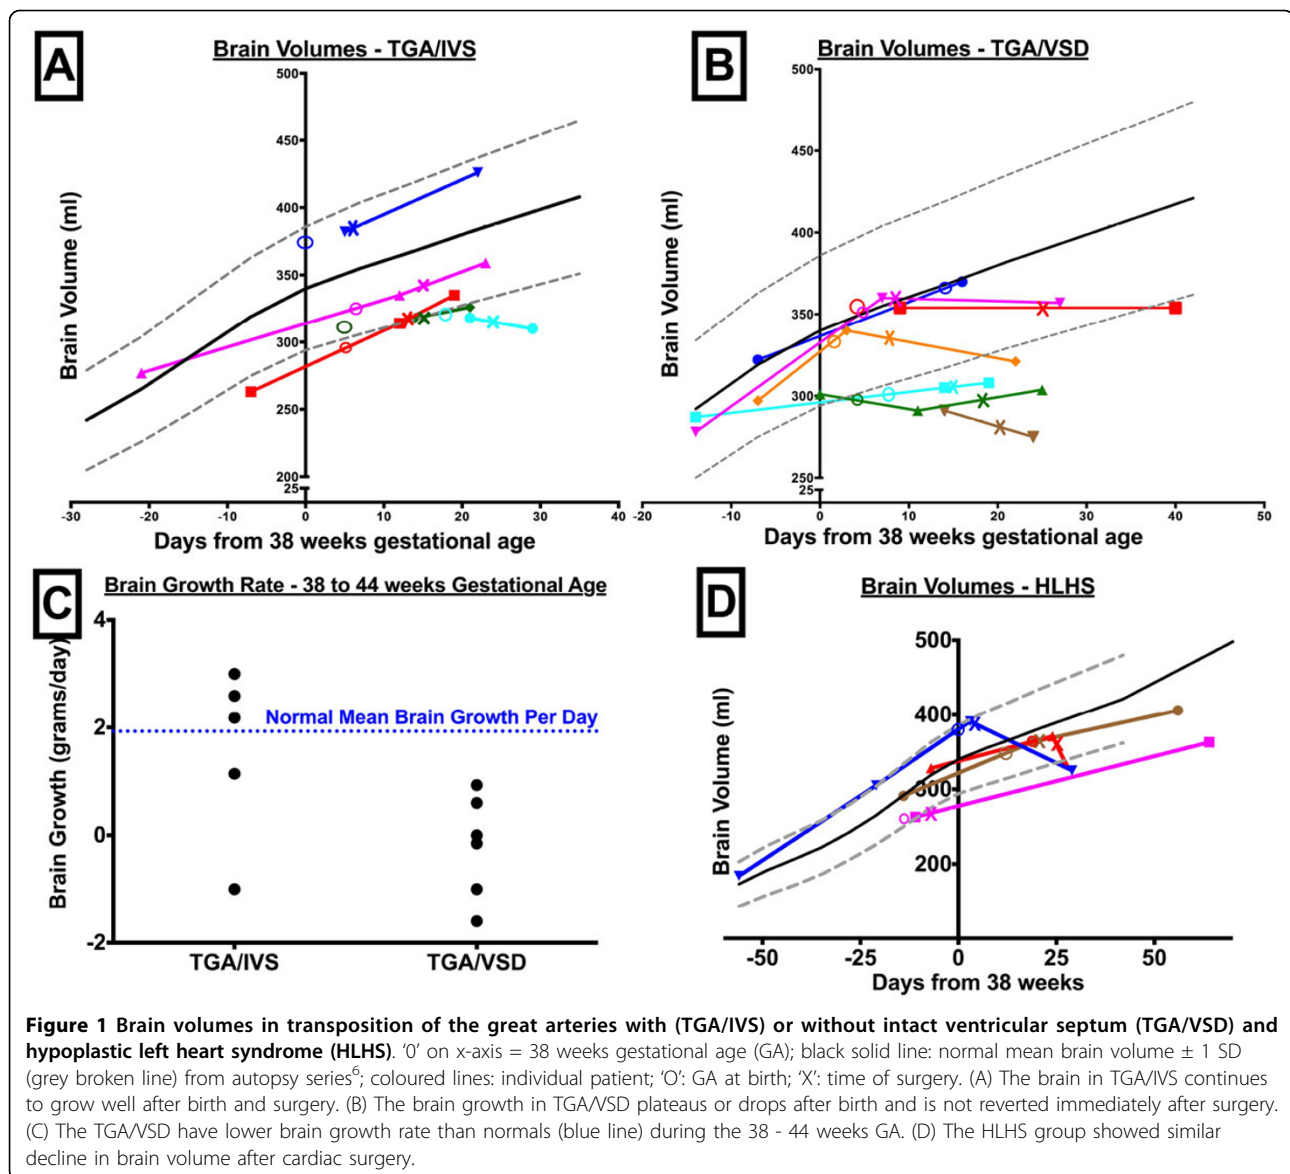 A
Brain Volumes - TGA/IVS
500
450
400
350
300
250
200
25
-30 -20 -10 0 10 20 30 40
Brain Volume (ml)
Days from 38 weeks gestational age
B
Brain Volumes - TGA/VSD
500
450
400
350
300
250
25
-20 -10 0 10 20 30 40 50
Brain Volume (ml)
Days from 38 weeks gestational age
C
Brain Growth Rate - 38 to 44 weeks Gestational Age
4
2
0
-2
Brain Growth (grams/day)
Normal Mean Brain Growth Per Day
TGA/IVS TGA/VSD
D
Brain Volumes - HLHS
500
400
300
200
-50 -25 0 25 50
Brain Volume (ml)
Days from 38 weeks
Figure 1 Brain volumes in transposition of the great arteries with (TGA/IVS) or without intact ventricular septum (TGA/VSD) and
hypoplastic left heart syndrome (HLHS). ‘0’ on x-axis = 38 weeks gestational age (GA); black solid line: normal mean brain volume ± 1 SD
(grey broken line) from autopsy series6; coloured lines: individual patient; ‘O’: GA at birth; ‘X’: time of surgery. (A) The brain in TGA/IVS continues
to grow well after birth and surgery. (B) The brain growth in TGA/VSD plateaus or drops after birth and is not reverted immediately after surgery.
(C) The TGA/VSD have lower brain growth rate than normals (blue line) during the 38 - 44 weeks GA. (D) The HLHS group showed similar
decline in brain volume after cardiac surgery.